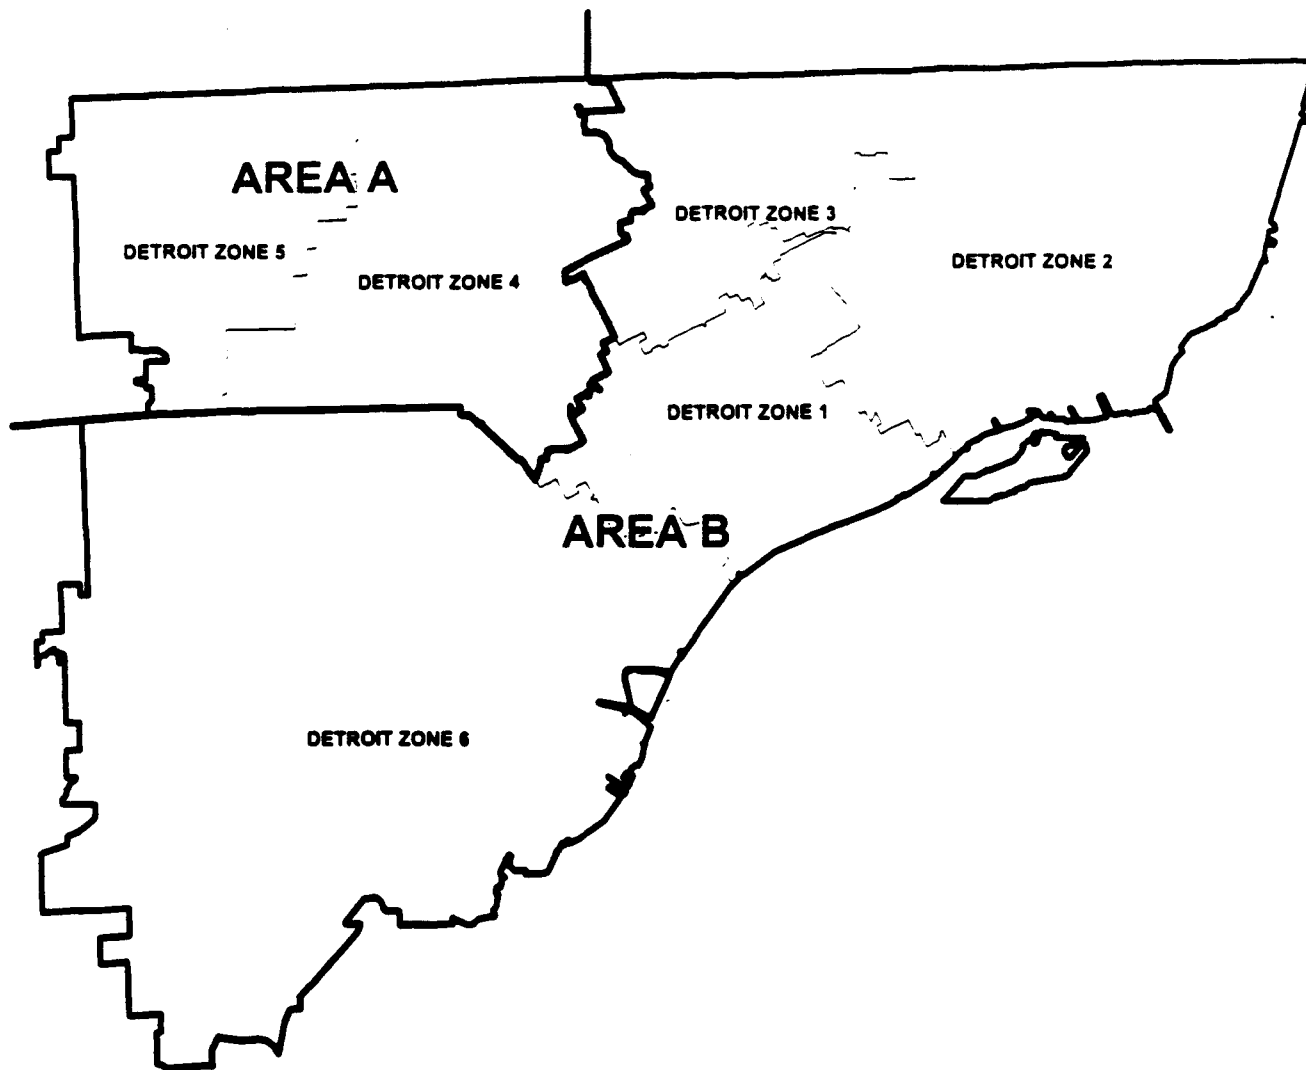 AREA A
DETROIT ZONE 3
DETROIT ZONE 5
DETROIT ZONE 2
DETROIT ZONE 4
DETROIT ZONE 1
AREA B
DETROIT ZONE 6